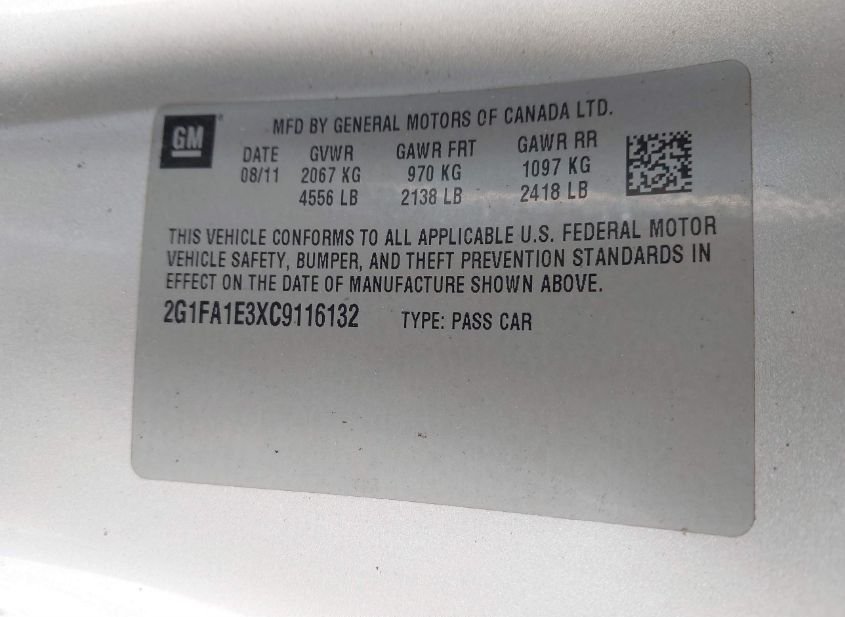 GM
MFD BY GENERAL MOTORS OF CANADA LTD.
DATE GVWR GAWR FRT GAWR RR
08/11 2067 KG 970 KG 1097 KG
4556 LB 2138 LB 2418 LB
THIS VEHICLE CONFORMS TO ALL APPLICABLE U.S. FEDERAL MOTOR
VEHICLE SAFETY, BUMPER, AND THEFT PREVENTION STANDARDS IN
EFFECT ON THE DATE OF MANUFACTURE SHOWN ABOVE.
2G1FA1E3XC9116132 TYPE: PASS CAR